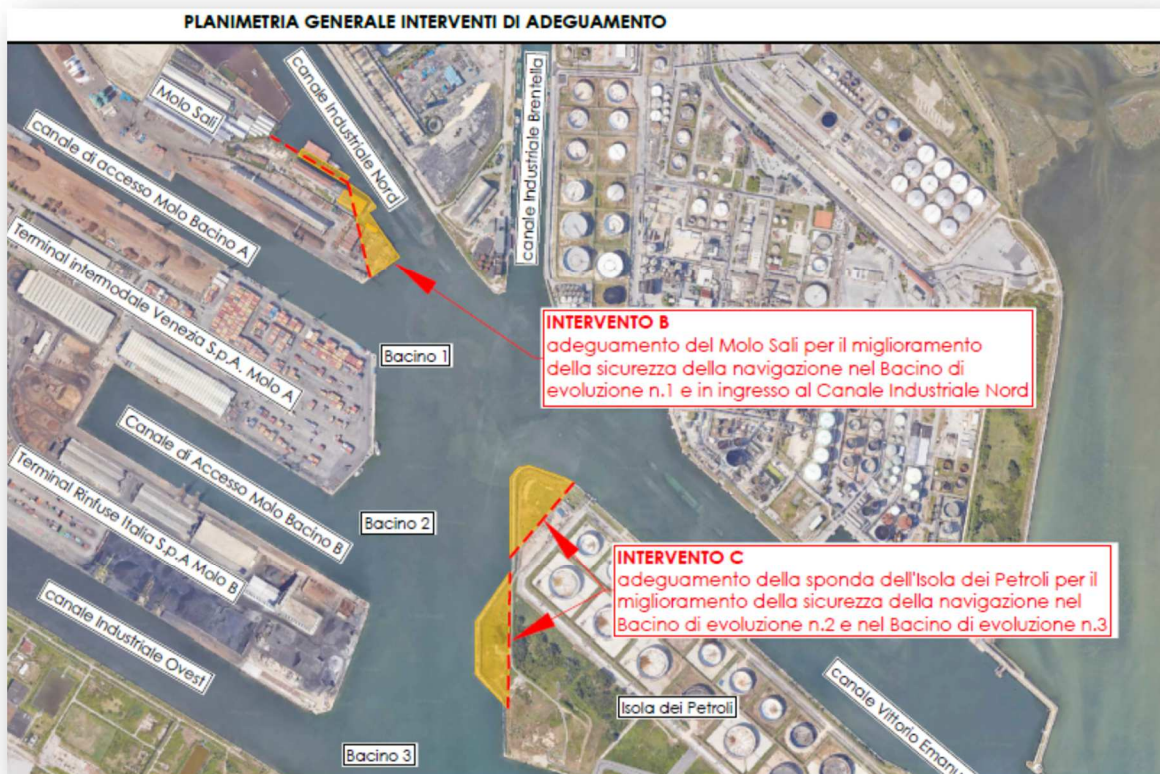 PLANIMETRIA GENERALE INTERVENTI DI ADEGUAMENTO
Molo Sali
canale Industriale Nord
canale Industriale Brentella
canale di accesso Molo Bacino A
Terminal intermodale Venezia S.p.A. Molo A
Bacino 1
INTERVENTO B
adeguamento del Molo Sali per il miglioramento
della sicurezza della navigazione nel Bacino di
evoluzione n.1 e in ingresso al Canale Industriale Nord
Canale di Accesso Molo Bacino B
Terminal Rinfuse Italia S.p.A Molo B
Bacino 2
INTERVENTO C
adeguamento della sponda dell'Isola dei Petroli per il
miglioramento della sicurezza della navigazione nel
Bacino di evoluzione n.2 e nel Bacino di evoluzione n.3
canale Industriale Ovest
Isola dei Petroli
canale Vittorio Emanu
Bacino 3